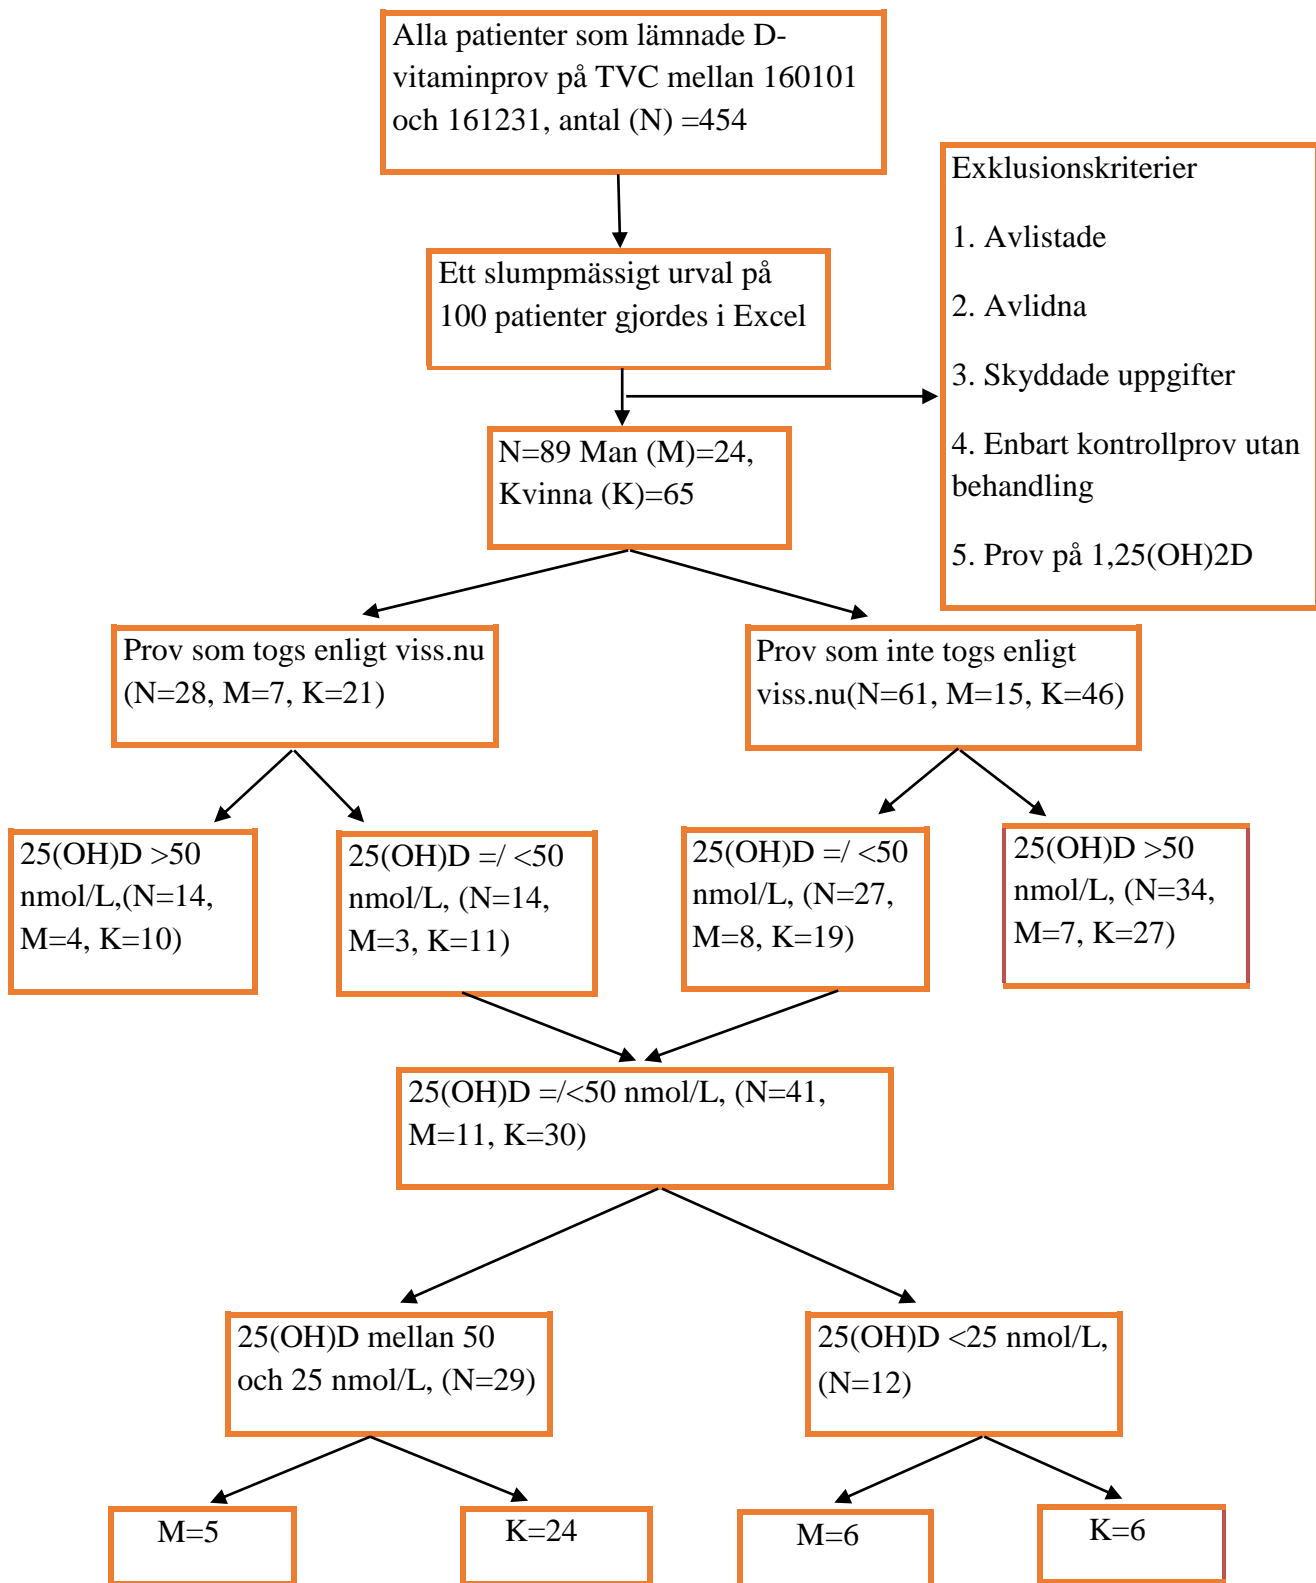 Alla patienter som lämnade D-
vitaminprov på TVC mellan 160101
och 161231, antal (N) =454
Exklusionskriterier
1. Avlistade
2. Avlidna
3. Skyddade uppgifter
4. Enbart kontrollprov utan
behandling
5. Prov på 1,25(OH)2D
Ett slumpmässigt urval på
100 patienter gjordes i Excel
N=89 Man (M)=24,
Kvinna (K)=65
Prov som togs enligt viss.nu
(N=28, M=7, K=21)
Prov som inte togs enligt
viss.nu(N=61, M=15, K=46)
25(OH)D >50
nmol/L,(N=14,
M=4, K=10)
25(OH)D =/ <50
nmol/L, (N=14,
M=3, K=11)
25(OH)D =/ <50
nmol/L, (N=27,
M=8, K=19)
25(OH)D >50
nmol/L, (N=34,
M=7, K=27)
25(OH)D =/<50 nmol/L, (N=41,
M=11, K=30)
25(OH)D mellan 50
och 25 nmol/L, (N=29)
25(OH)D <25 nmol/L,
(N=12)
M=5
K=24
M=6
K=6